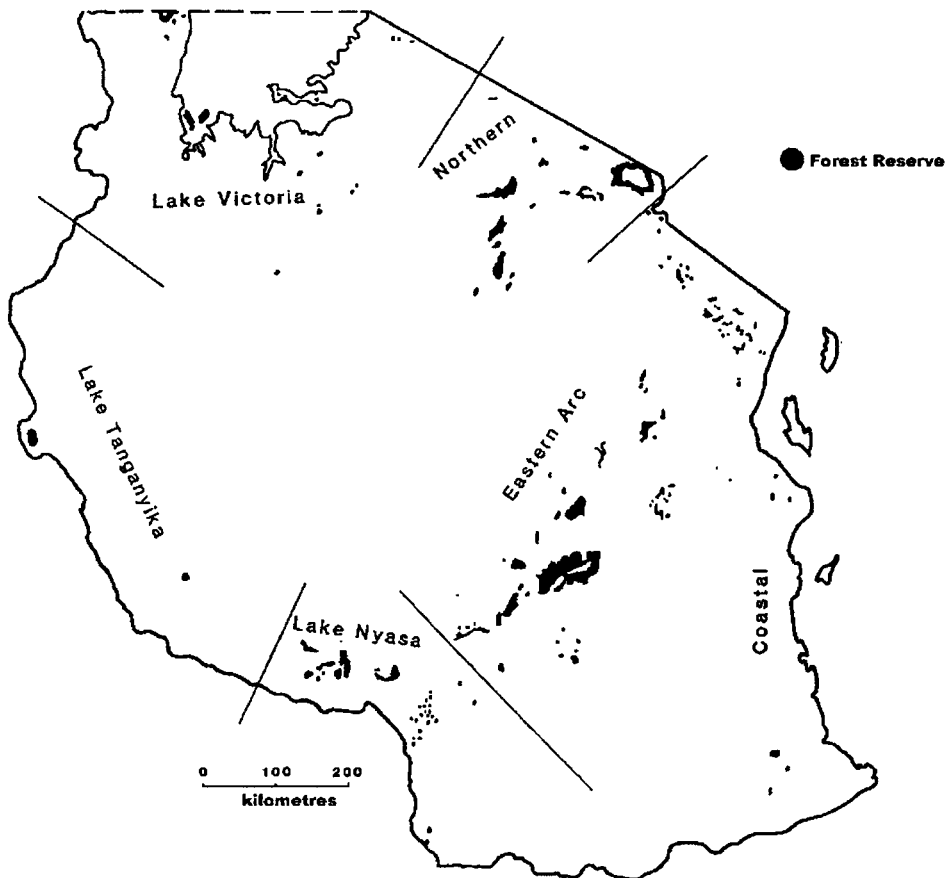 Northern
Forest Reserve
Lake Victoria
Lake Tanganyika
Eastern Arc
Coastal
Lake Nyasa
0 100 200
kilometres